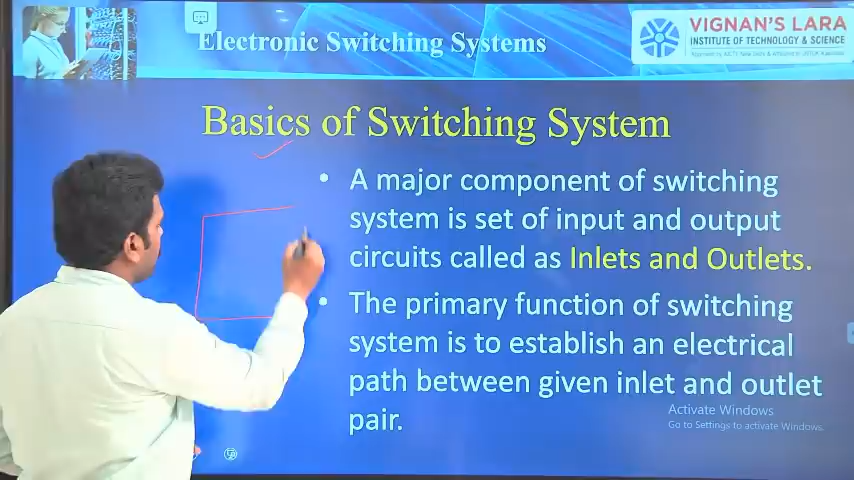 Electronic Switching Systems
VIGNAN'S LARA
INSTITUTE OF TECHNOLOGY & SCIENCE
Basics of Switching System
• A major component of switching
system is set of input and output
circuits called as Inlets and Outlets.
• The primary function of switching
system is to establish an electrical
path between given inlet and outlet
pair.
Activate Windows
Go to Settings to activate Windows.